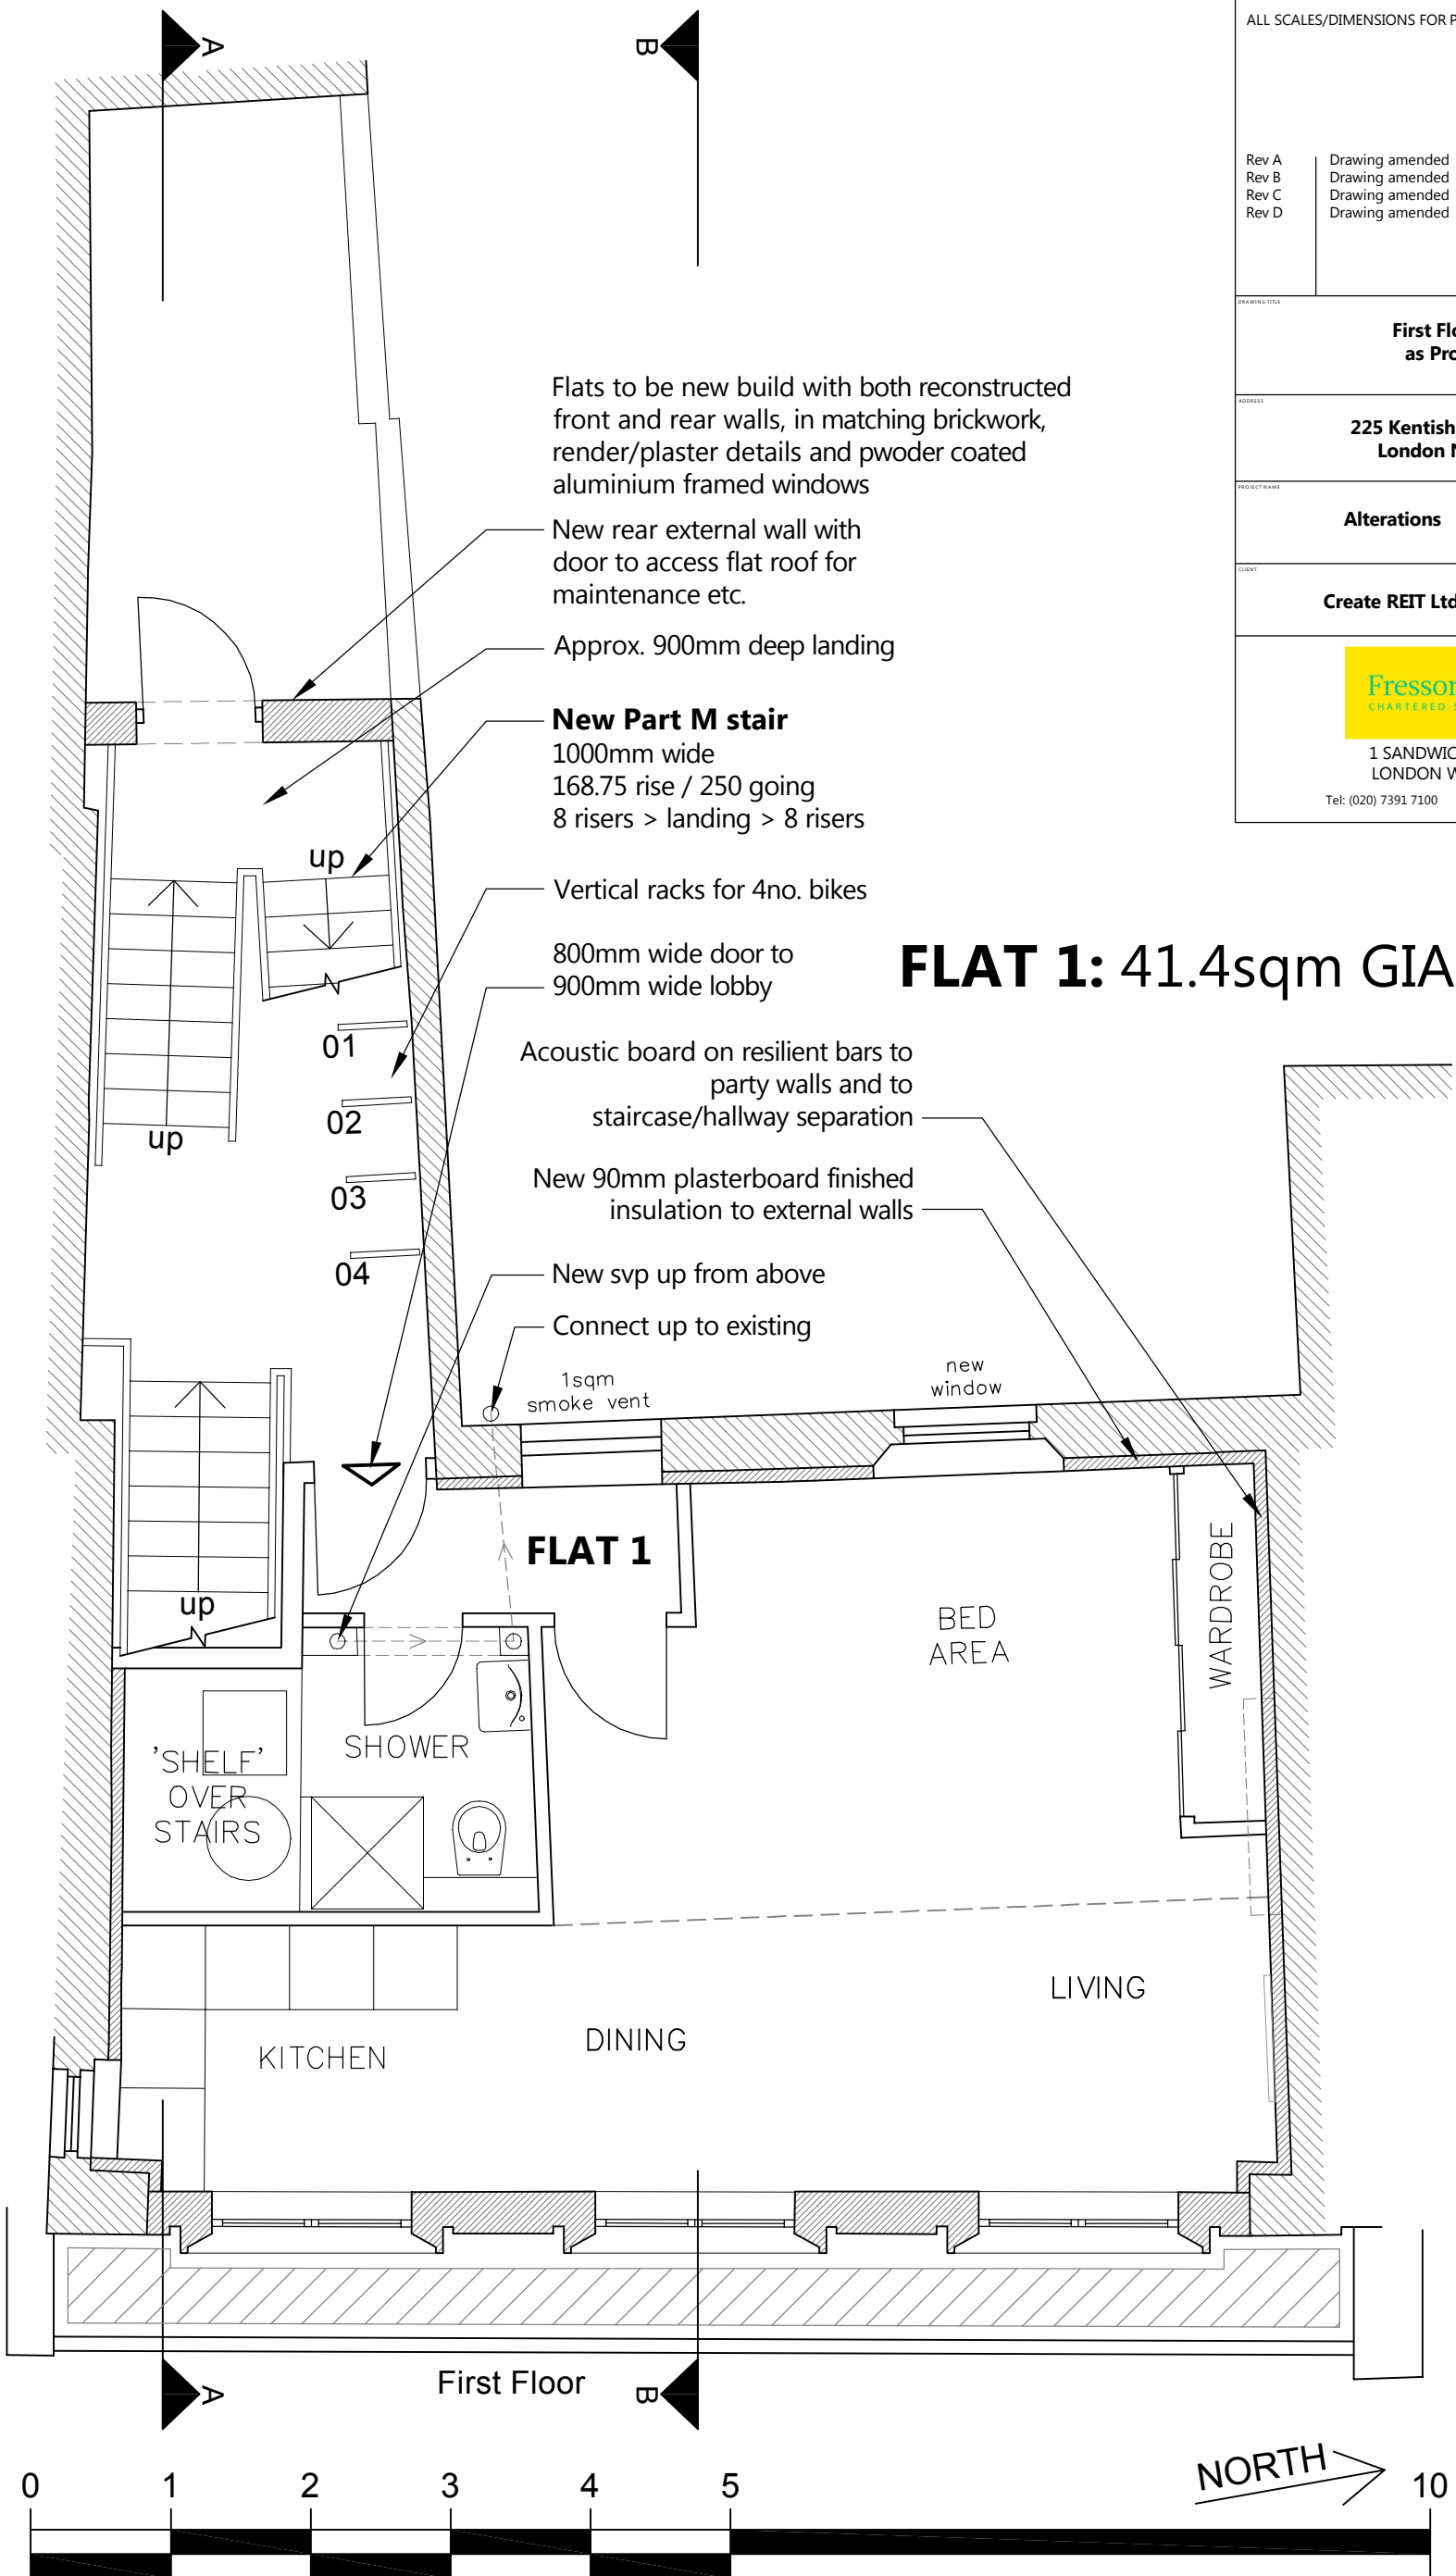 A
B
ALL SCALES/DIMENSIONS FOR P
Rev A Drawing amended
Rev B Drawing amended
Rev C Drawing amended
Rev D Drawing amended
DRAWING TITLE
First Flo
as Pro
ADDRESS
225 Kentish
London N
PROJECT NAME
Alterations
CLIENT
Create REIT Ltd
Fresson
CHARTERED S
1 SANDWIC
LONDON W
Tel: (020) 7391 7100
Flats to be new build with both reconstructed
front and rear walls, in matching brickwork,
render/plaster details and pwoder coated
aluminium framed windows
New rear external wall with
door to access flat roof for
maintenance etc.
Approx. 900mm deep landing
New Part M stair
1000mm wide
168.75 rise / 250 going
8 risers > landing > 8 risers
up
Vertical racks for 4no. bikes
800mm wide door to
900mm wide lobby
FLAT 1: 41.4sqm GIA
01
02
up
03
04
Acoustic board on resilient bars to
party walls and to
staircase/hallway separation
New 90mm plasterboard finished
insulation to external walls
New svp up from above
Connect up to existing
1sqm
smoke vent
new
window
FLAT 1
up
BED
AREA
WARDROBE
SHOWER
'SHELF'
OVER
STAIRS
LIVING
DINING
KITCHEN
A
First Floor
B
NORTH
0 1 2 3 4 5 10